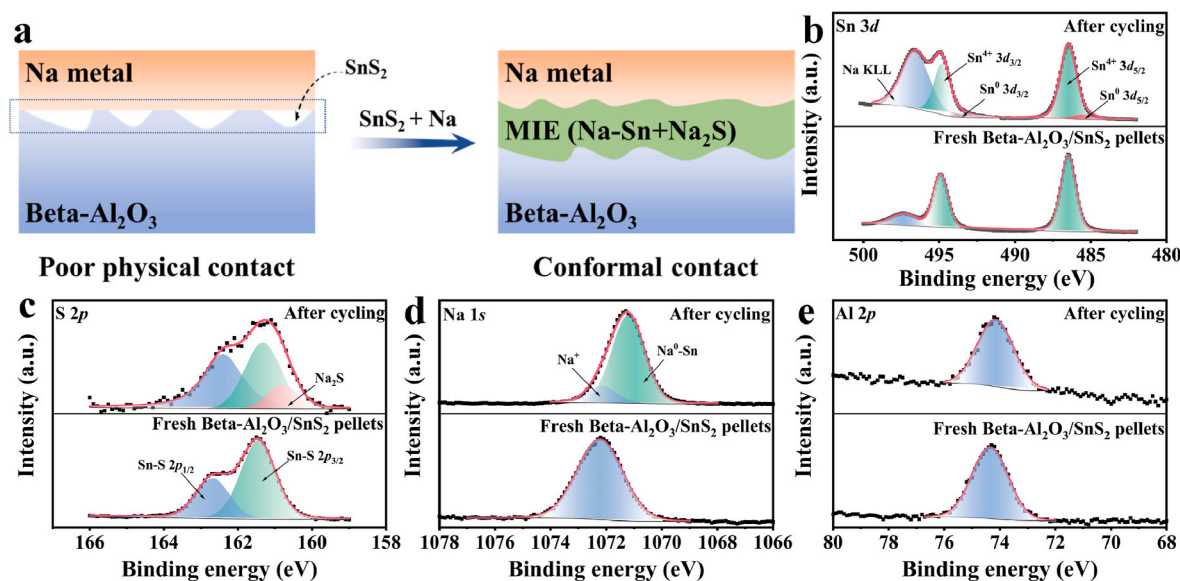 a
Na metal
SnS₂
Beta-Al₂O₃
Poor physical contact
SnS₂ + Na
Na metal
MIE (Na-Sn+Na₂S)
Beta-Al₂O₃
Conformal contact
b
Sn 3d
After cycling
Na KLL
Sn⁴⁺ 3d₃/₂
Sn⁰ 3d₃/₂
Sn⁴⁺ 3d₅/₂
Sn⁰ 3d₅/₂
Fresh Beta-Al₂O₃/SnS₂ pellets
Intensity (a.u.)
500 495 490 485 480
Binding energy (eV)
c
S 2p
After cycling
Na₂S
Fresh Beta-Al₂O₃/SnS₂ pellets
Sn-S 2p₁/₂
Sn-S 2p₃/₂
Intensity (a.u.)
166 164 162 160 158
Binding energy (eV)
d
Na 1s
After cycling
Na⁺
Na⁰-Sn
Fresh Beta-Al₂O₃/SnS₂ pellets
Intensity (a.u.)
1078 1076 1074 1072 1070 1068 1066
Binding energy (eV)
e
Al 2p
After cycling
Fresh Beta-Al₂O₃/SnS₂ pellets
Intensity (a.u.)
80 78 76 74 72 70 68
Binding energy (eV)